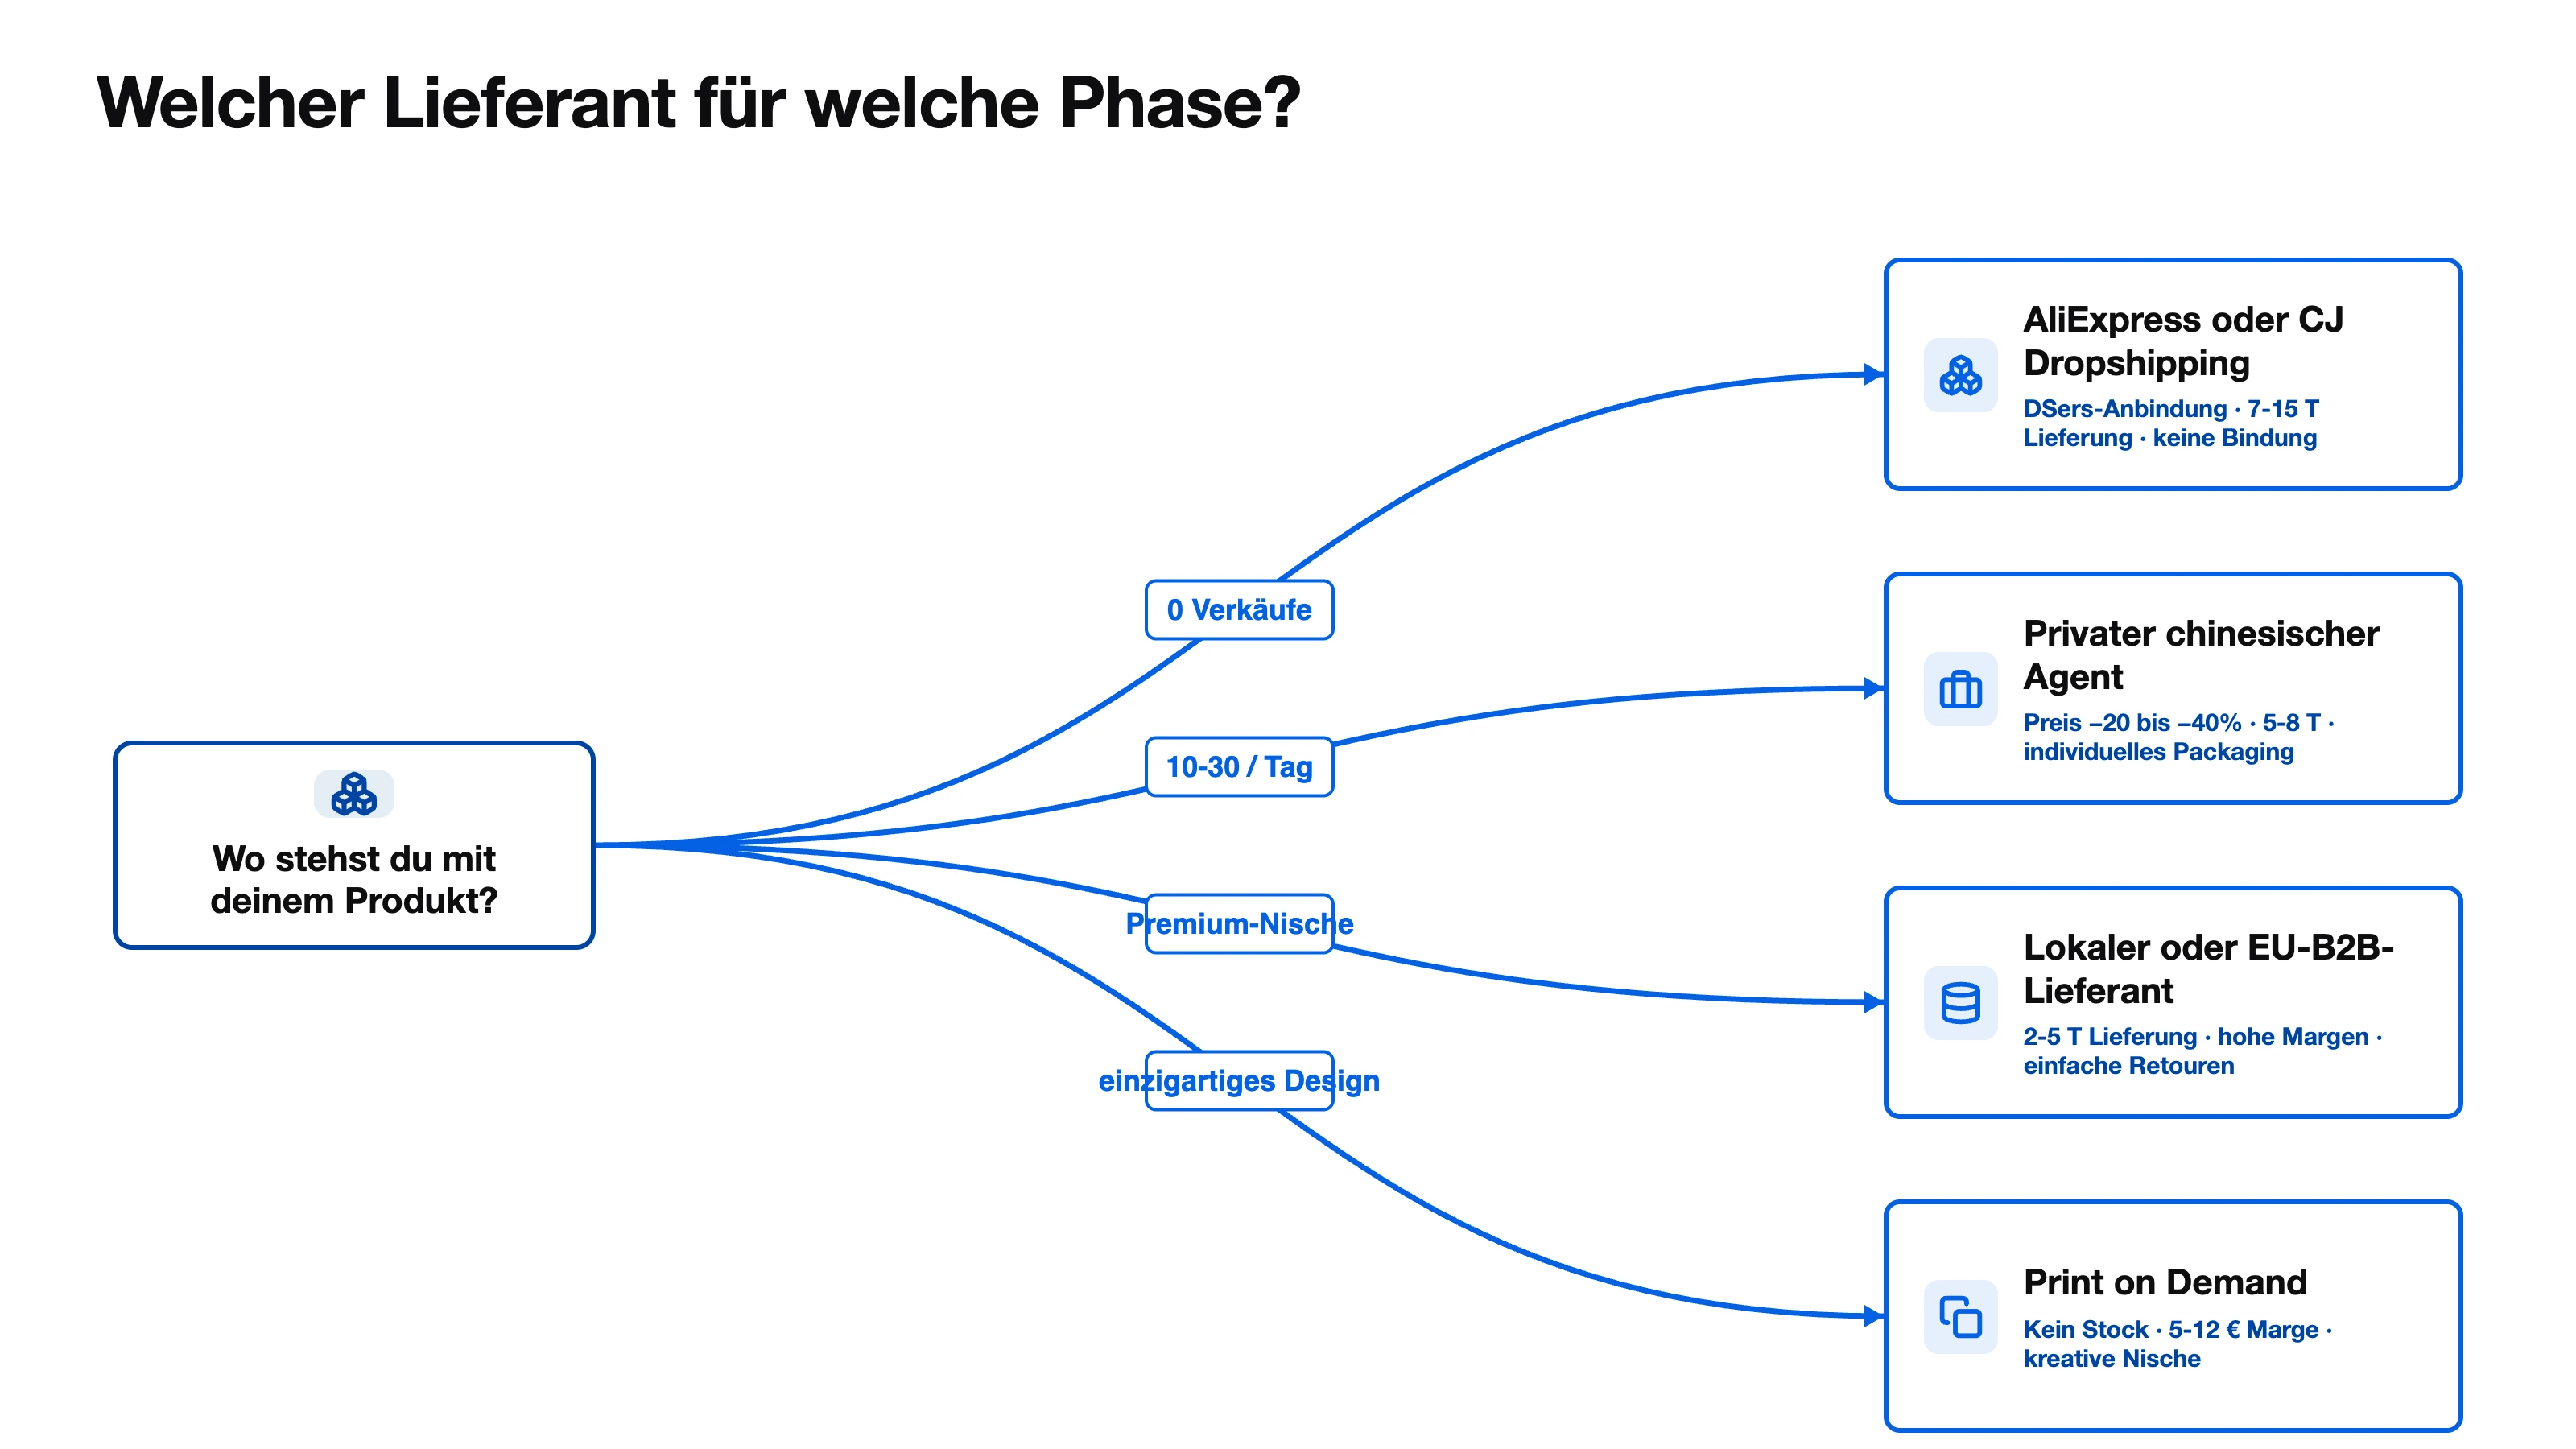 Welcher Lieferant für welche Phase?
Wo stehst du mit
deinem Produkt?
0 Verkäufe
10-30 / Tag
Premium-Nische
einzigartiges Design
AliExpress oder CJ
Dropshipping
DSers-Anbindung · 7-15 T
Lieferung · keine Bindung
Privater chinesischer
Agent
Preis −20 bis −40% · 5-8 T ·
individuelles Packaging
Lokaler oder EU-B2B-
Lieferant
2-5 T Lieferung · hohe Margen ·
einfache Retouren
Print on Demand
Kein Stock · 5-12 € Marge ·
kreative Nische